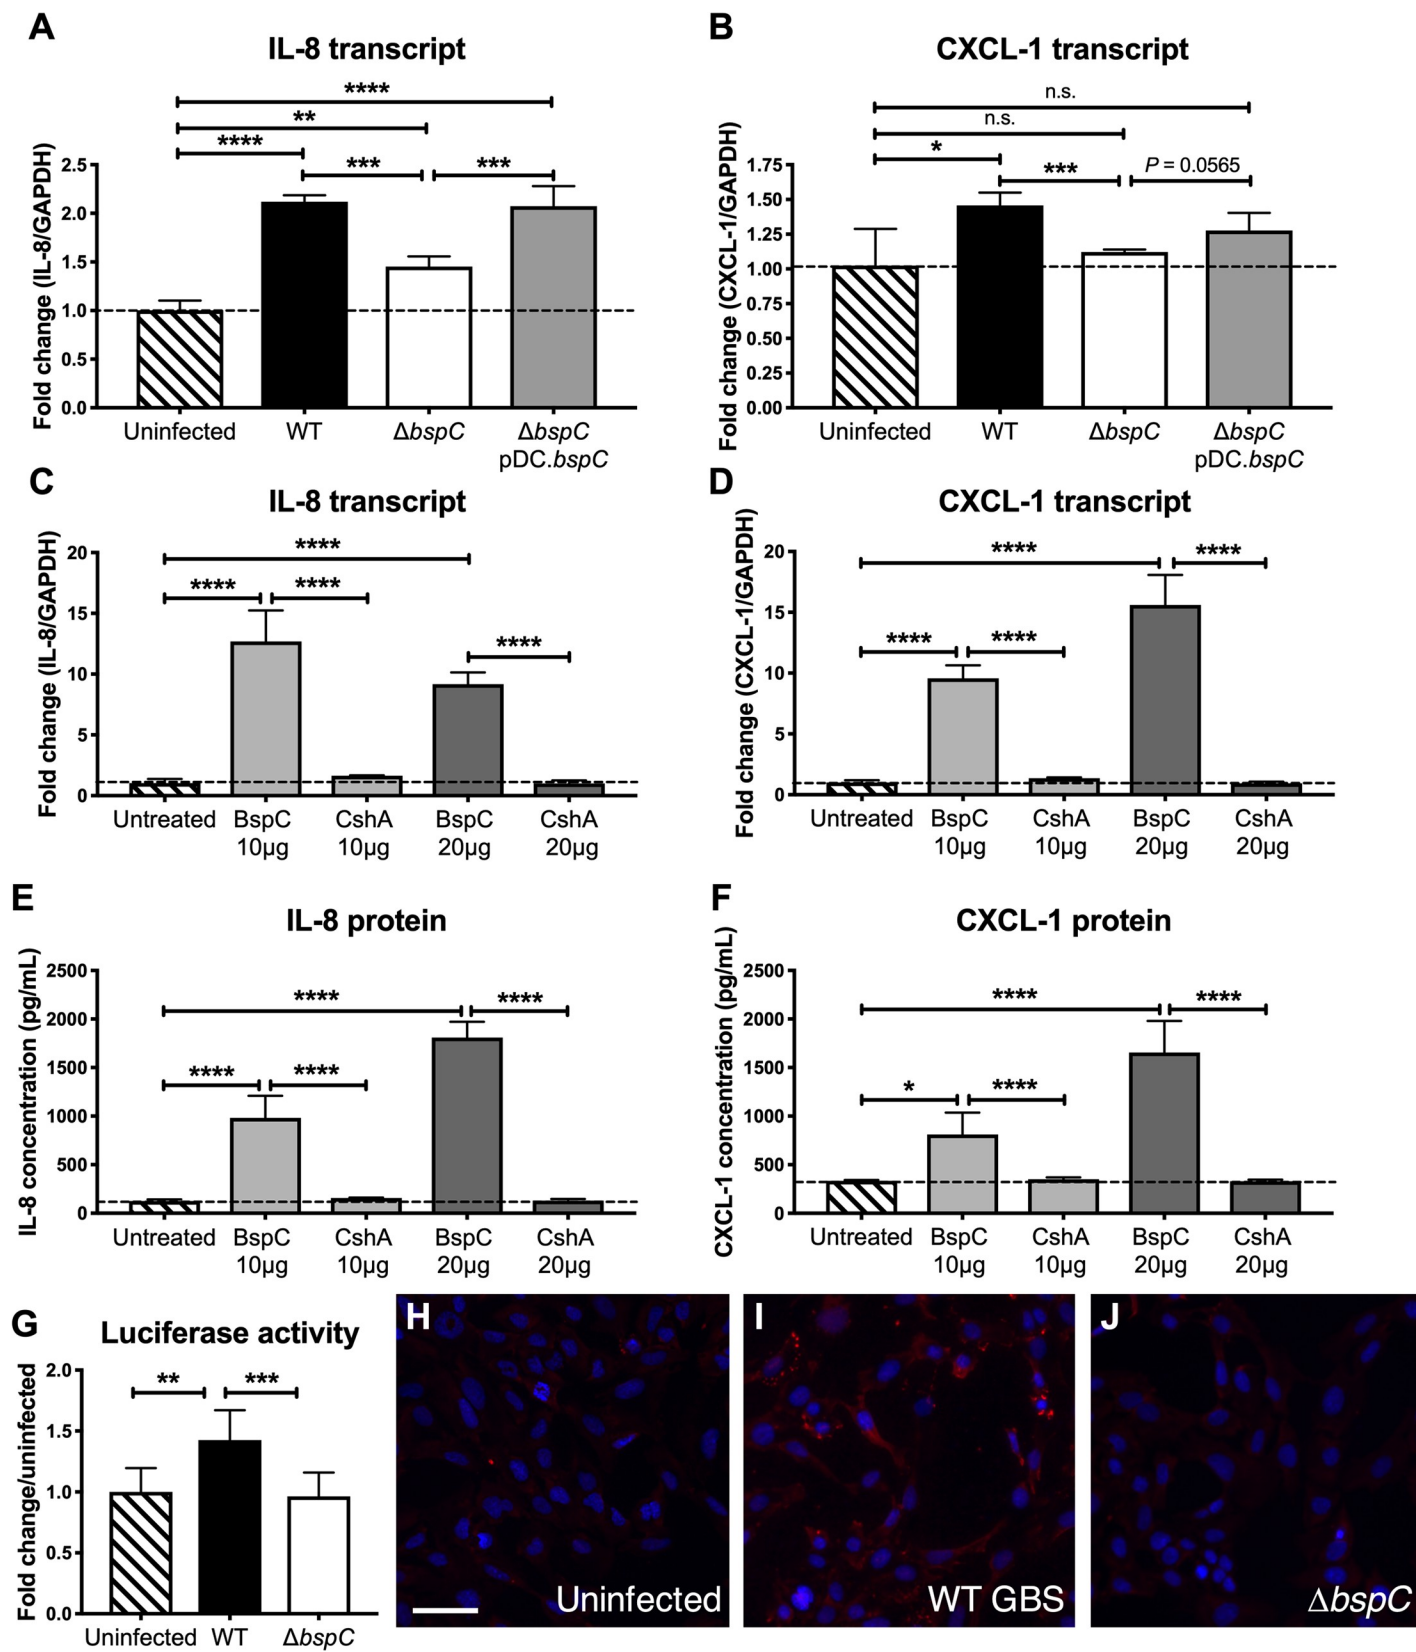 A
IL-8 transcript
****
**
****
***
***
Fold change (IL-8/GAPDH)
2.5
2.0
1.5
1.0
0.5
0.0
Uninfected
WT
ΔbspC
ΔbspC
pDC.bspC
B
CXCL-1 transcript
n.s.
n.s.
*
***
P = 0.0565
Fold change (CXCL-1/GAPDH)
1.75
1.50
1.25
1.00
0.75
0.50
0.25
0.00
Uninfected
WT
ΔbspC
ΔbspC
pDC.bspC
C
IL-8 transcript
****
****
****
****
Fold change (IL-8/GAPDH)
20
15
10
5
0
Untreated
BspC
10µg
CshA
10µg
BspC
20µg
CshA
20µg
D
CXCL-1 transcript
****
****
****
****
Fold change (CXCL-1/GAPDH)
20
15
10
5
0
Untreated
BspC
10µg
CshA
10µg
BspC
20µg
CshA
20µg
E
IL-8 protein
****
****
****
****
IL-8 concentration (pg/mL)
2500
2000
1500
1000
500
0
Untreated
BspC
10µg
CshA
10µg
BspC
20µg
CshA
20µg
F
CXCL-1 protein
****
****
*
****
CXCL-1 concentration (pg/mL)
2500
2000
1500
1000
500
0
Untreated
BspC
10µg
CshA
10µg
BspC
20µg
CshA
20µg
G
Luciferase activity
**
***
Fold change/uninfected
2.0
1.5
1.0
0.5
0.0
Uninfected
WT
ΔbspC
H
Uninfected
I
WT GBS
J
ΔbspC